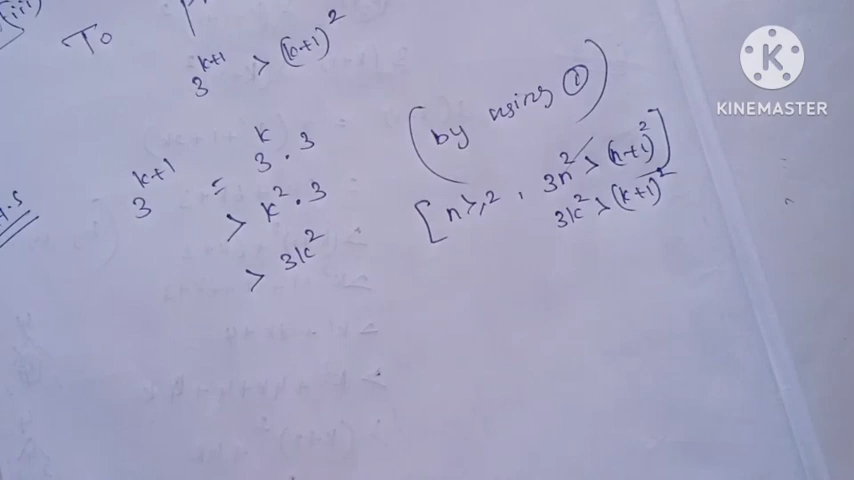 (iii)
To
3^{k+1} > (k+1)^2
3^{k+1} = 3^k . 3
(by using ①)
> k^2 . 3
[n ≥ 2 , 3n^2 > (n+1)^2]
3k^2 > (k+1)^2
> 3k^2
K
KINEMASTER